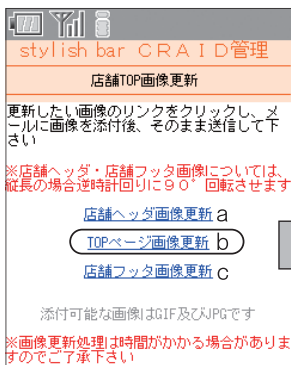 stylish bar CRAID管理
店舗TOP画像更新
更新したい画像のリンクをクリックし、メ
ールに画像を添付後、そのまま送信して下
さい
※店舗ヘッダ・店舗フッタ画像については、
縦長の場合逆時計回りに90°回転させます
店舗ヘッダ画像更新 a
TOPページ画像更新 b
店舗フッタ画像更新 c
添付可能な画像はGIF及びJPGです
※画像更新処理は時間がかかる場合がありま
すのでご了承下さい